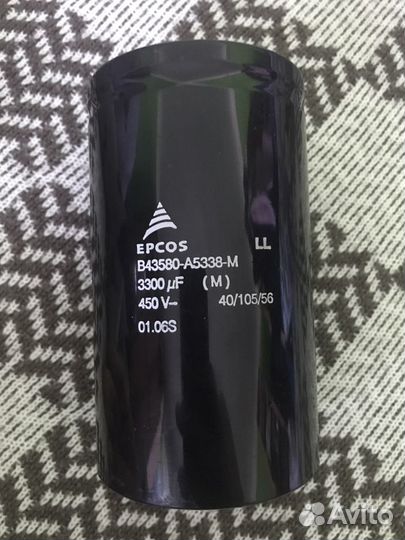 EPCOS LL
B43580-A5338-M
3300 µF (M)
450 V– 40/105/56
01.06S
Avito